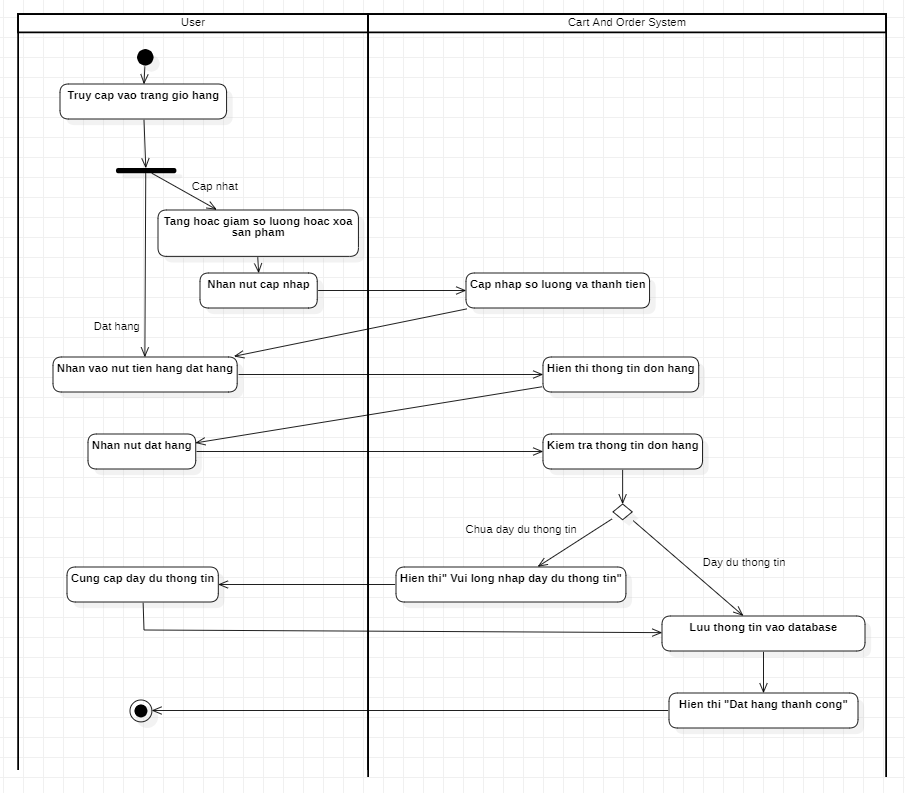 User
Cart And Order System
Truy cap vao trang gio hang
Cap nhat
Tang hoac giam so luong hoac xoa
san pham
Nhan nut cap nhap
Cap nhap so luong va thanh tien
Dat hang
Nhan vao nut tien hang dat hang
Hien thi thong tin don hang
Nhan nut dat hang
Kiem tra thong tin don hang
Chua day du thong tin
Day du thong tin
Cung cap day du thong tin
Hien thi" Vui long nhap day du thong tin"
Luu thong tin vao database
Hien thi "Dat hang thanh cong"